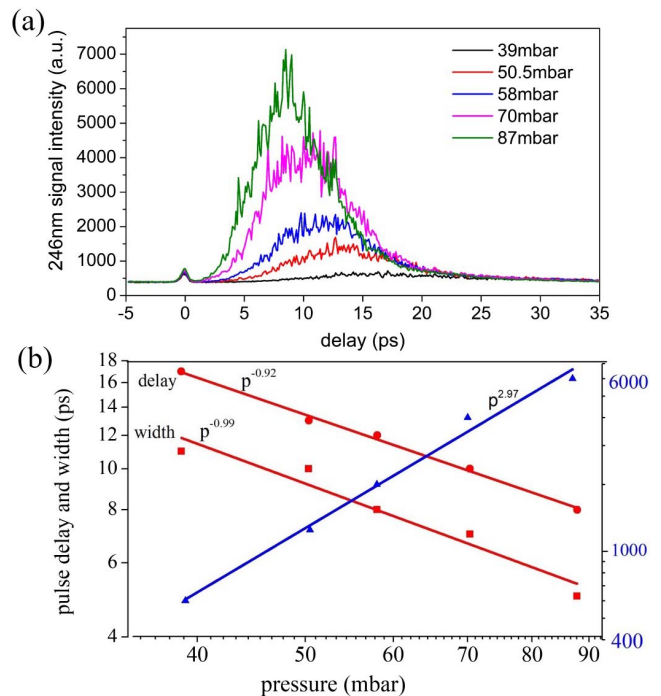 (a)
7000
6000
5000
4000
3000
2000
1000
0
246nm signal intensity (a.u.)
39mbar
50.5mbar
58mbar
70mbar
87mbar
-5 0 5 10 15 20 25 30 35
delay (ps)
(b)
18
16
14
12
10
8
6
4
pulse delay and width (ps)
delay
p^-0.92
width
p^-0.99
p^2.97
6000
1000
400
40 50 60 70 80 90
pressure (mbar)